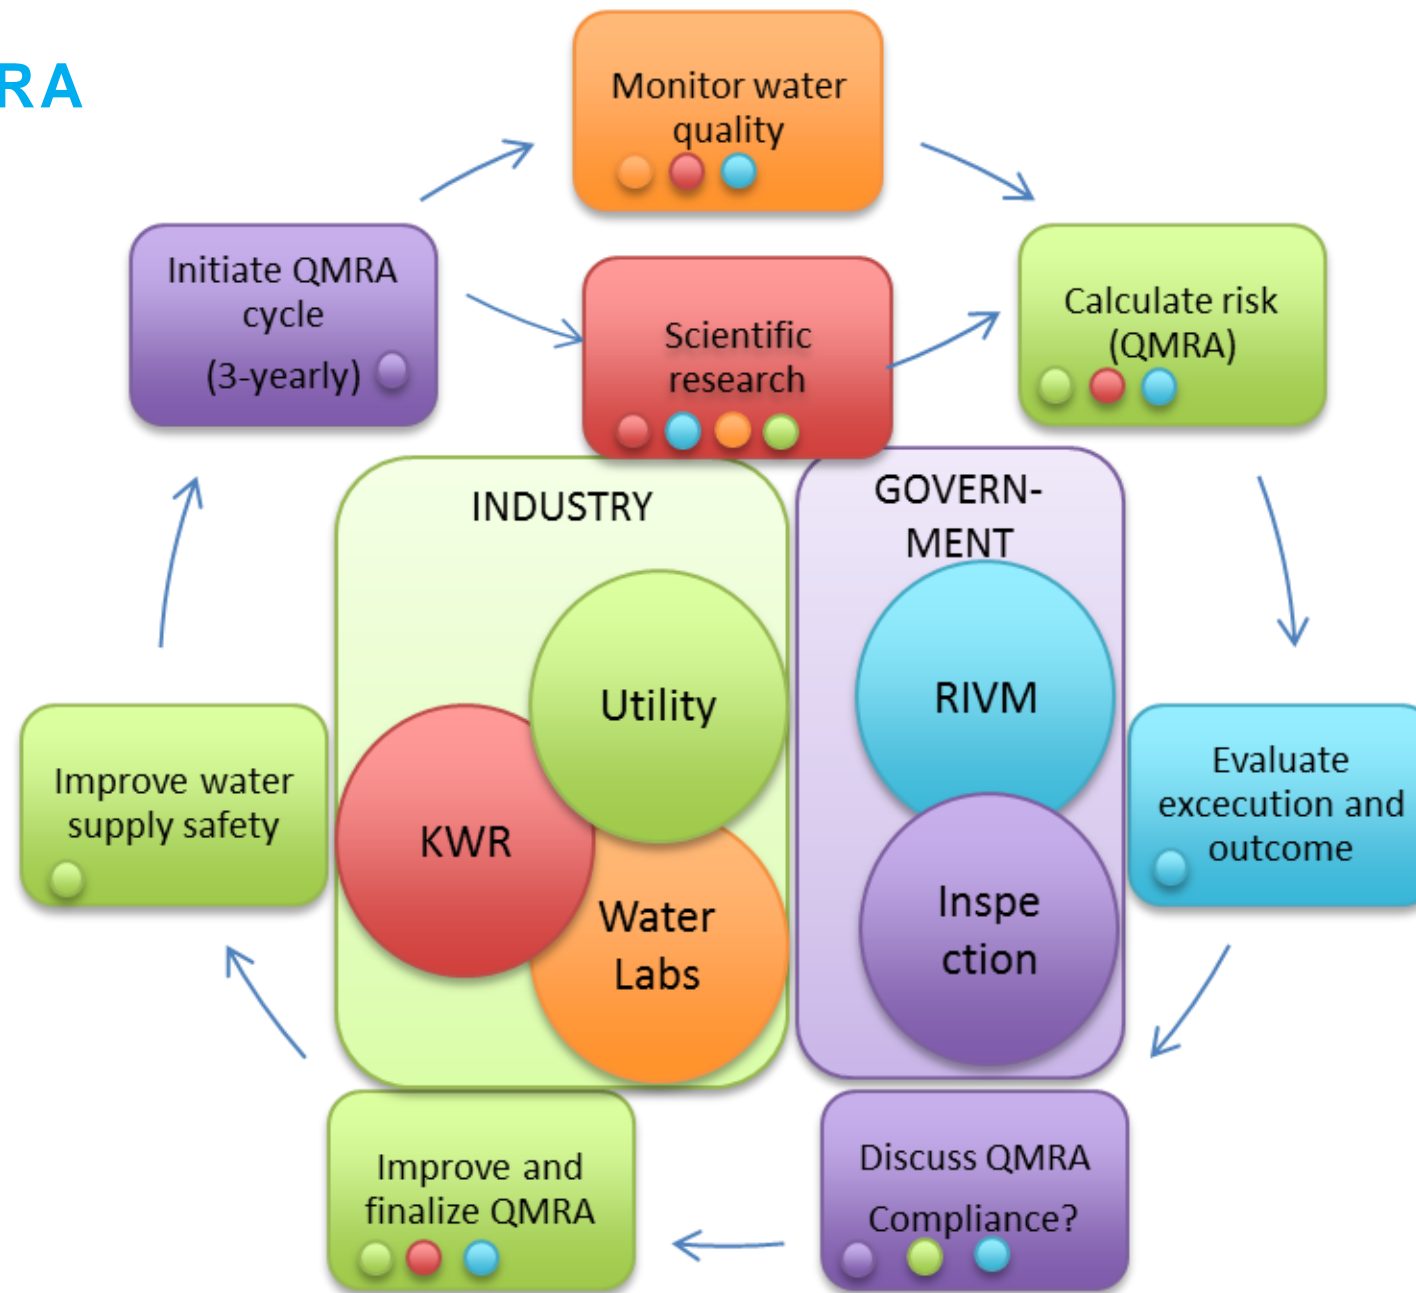 RA
Monitor water
quality
Initiate QMRA
cycle
(3-yearly)
Scientific
research
Calculate risk
(QMRA)
INDUSTRY
GOVERN-
MENT
Utility
RIVM
KWR
Water
Labs
Inspe
ction
Improve water
supply safety
Evaluate
excecution and
outcome
Improve and
finalize QMRA
Discuss QMRA
Compliance?